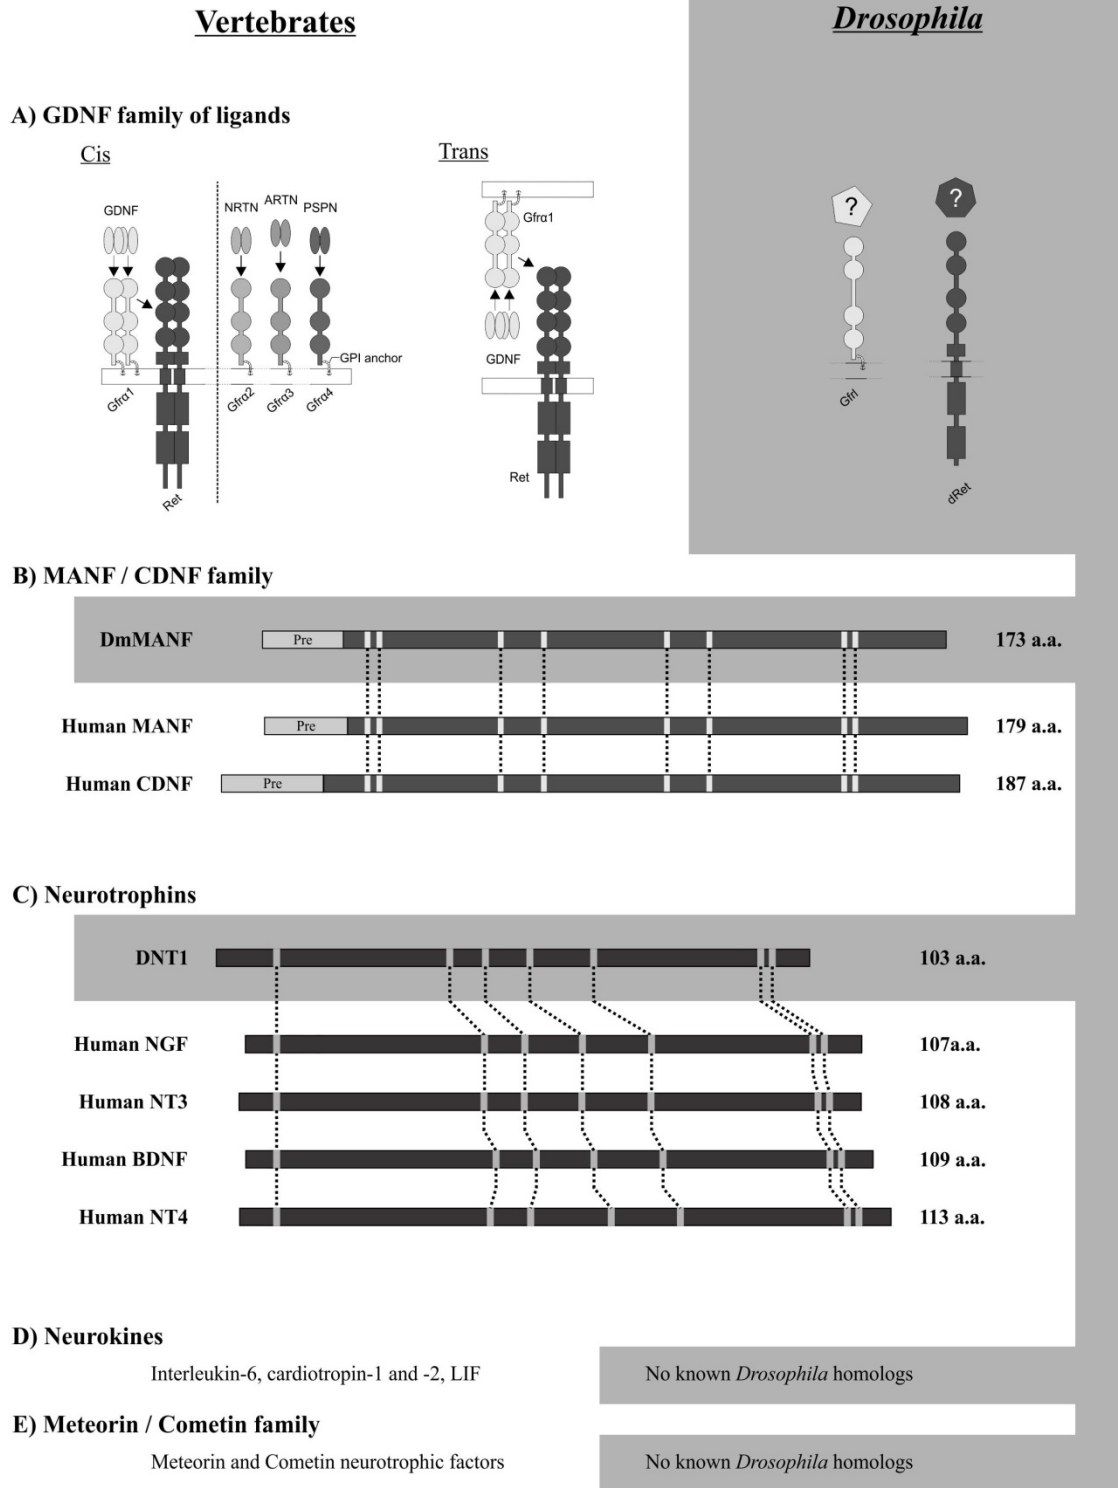 Vertebrates
Drosophila
A) GDNF family of ligands
Cis
Trans
GDNF
NRTN
ARTN
PSPN
GPI anchor
Gfrα1
Gfrα2
Gfrα3
Gfrα4
Ret
Gfrα1
GDNF
Ret
?
?
Gfrl
dRet
B) MANF / CDNF family
DmMANF Pre 173 a.a.
Human MANF Pre 179 a.a.
Human CDNF Pre 187 a.a.
C) Neurotrophins
DNT1 103 a.a.
Human NGF 107a.a.
Human NT3 108 a.a.
Human BDNF 109 a.a.
Human NT4 113 a.a.
D) Neurokines
Interleukin-6, cardiotropin-1 and -2, LIF No known Drosophila homologs
E) Meteorin / Cometin family
Meteorin and Cometin neurotrophic factors No known Drosophila homologs